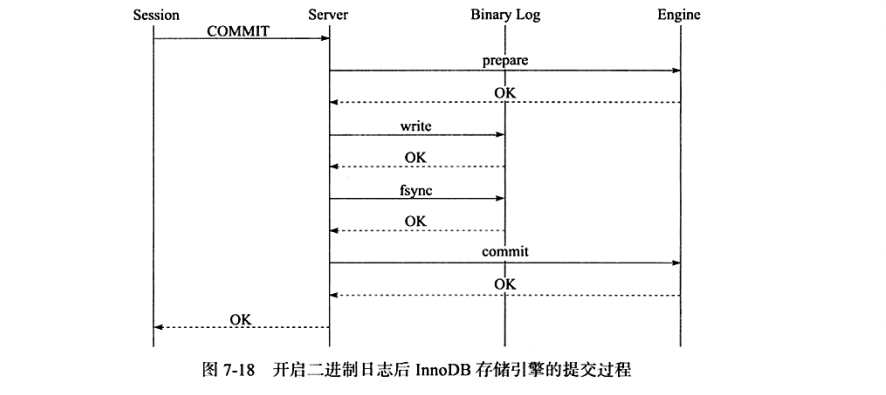 Session Server Binary Log Engine
COMMIT
prepare
OK
write
OK
fsync
OK
commit
OK
OK
图 7-18 开启二进制日志后 InnoDB 存储引擎的提交过程